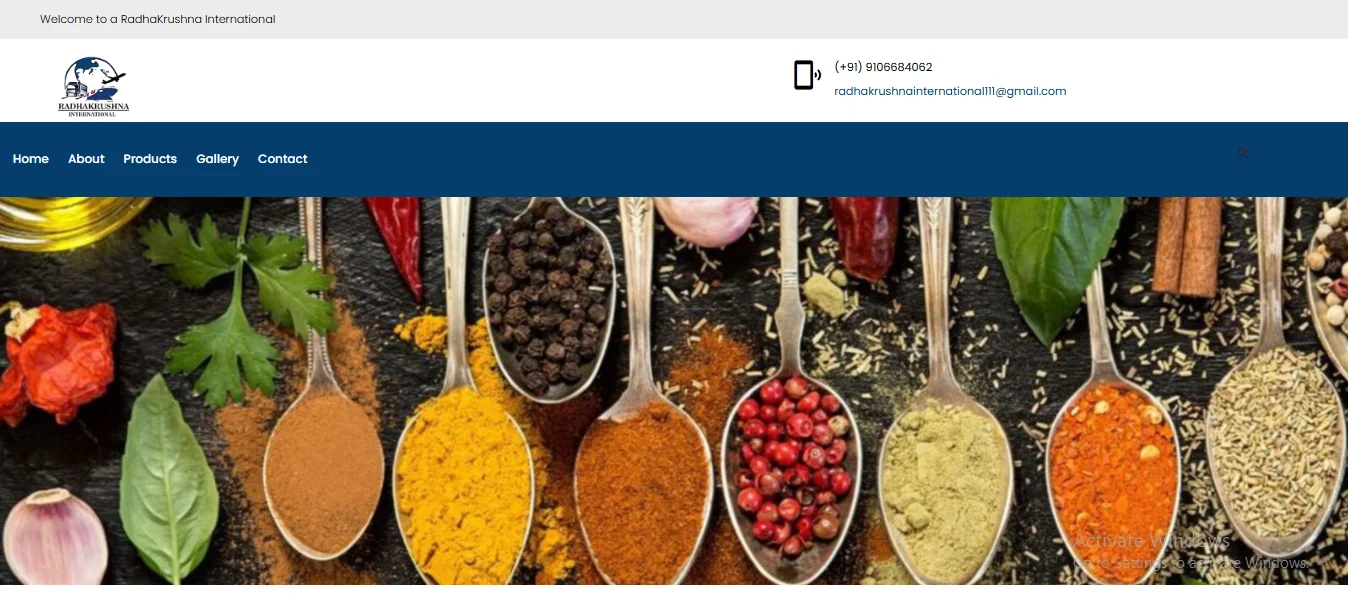 Welcome to a RadhaKrushna International
RADHAKRUSHNA
INTERNATIONAL
(+91) 9106684062
radhakrushnainternational111@gmail.com
Home About Products Gallery Contact
Activate Windows
Go to Settings to activate Windows.